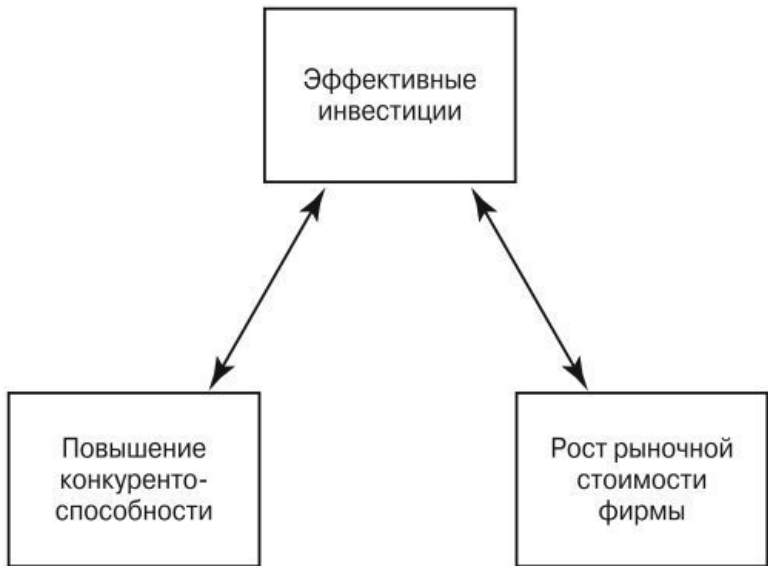 Эффективные
инвестиции
Повышение
конкуренто-
способности
Рост рыночной
стоимости
фирмы